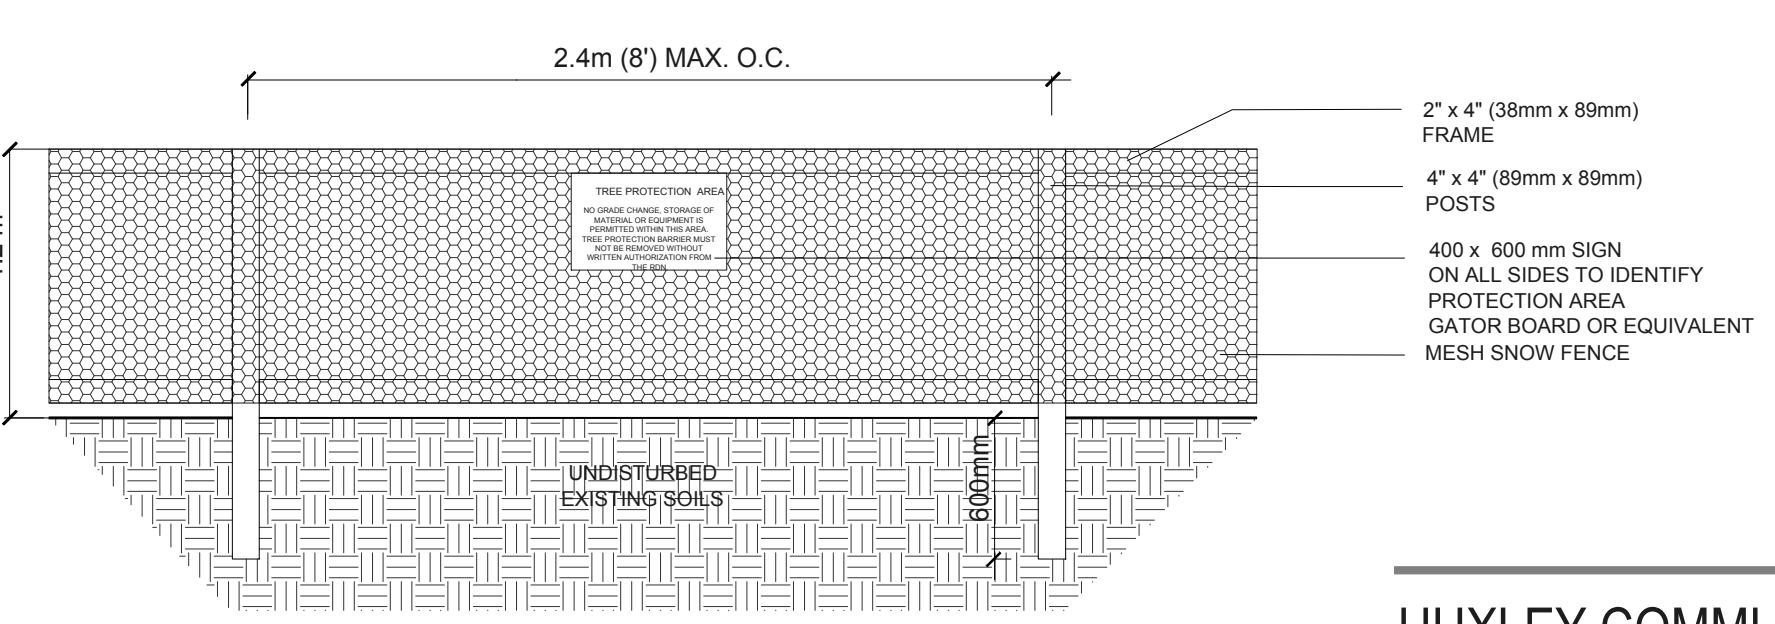 2.4m (8') MAX. O.C.
2" x 4" (38mm x 89mm)
FRAME
4" x 4" (89mm x 89mm)
POSTS
400 x 600 mm SIGN
ON ALL SIDES TO IDENTIFY
PROTECTION AREA
GATOR BOARD OR EQUIVALENT
MESH SNOW FENCE
TREE PROTECTION AREA
NO GRADE CHANGE, STORAGE OF
MATERIAL OR EQUIPMENT IS
PERMITTED WITHIN THIS AREA.
TREE PROTECTION BARRIER MUST
NOT BE REMOVED WITHOUT
WRITTEN AUTHORIZATION FROM
THE RDN
UNDISTURBED
EXISTING SOILS
600mm
HUXLEY